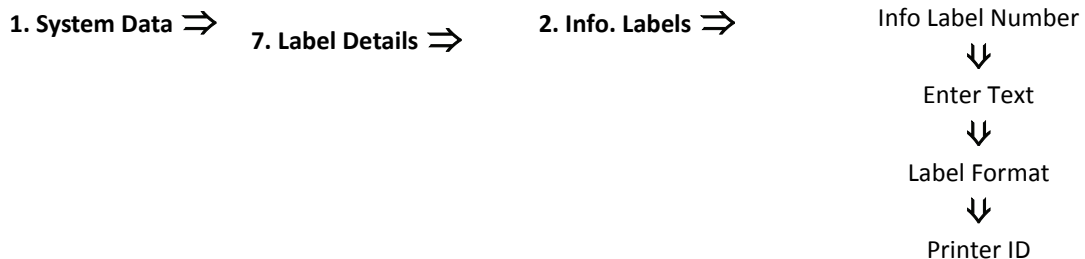 1. System Data ⇒
7. Label Details ⇒
2. Info. Labels ⇒
Info Label Number
⇓
Enter Text
⇓
Label Format
⇓
Printer ID